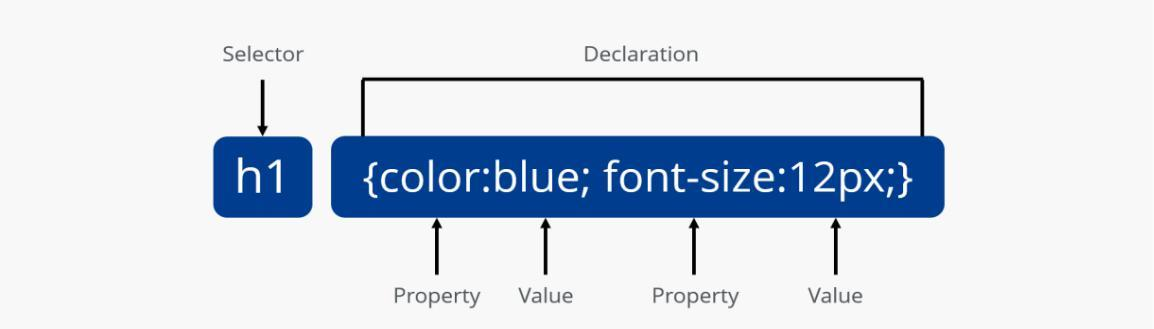 Selector Declaration
h1 {color:blue; font-size:12px;}
Property Value Property Value